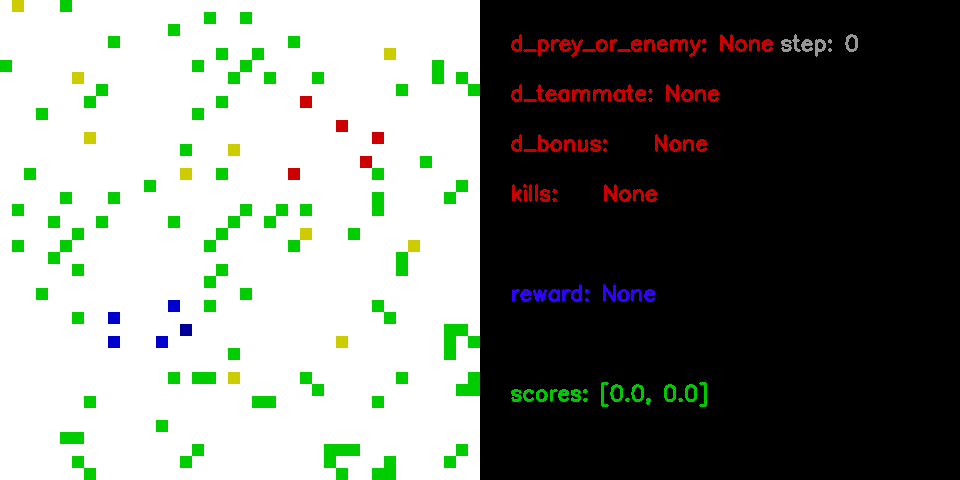 d_prey_or_enemy: None step: 0
d_teammate: None
d_bonus: None
kills: None
reward: None
scores: [0.0, 0.0]